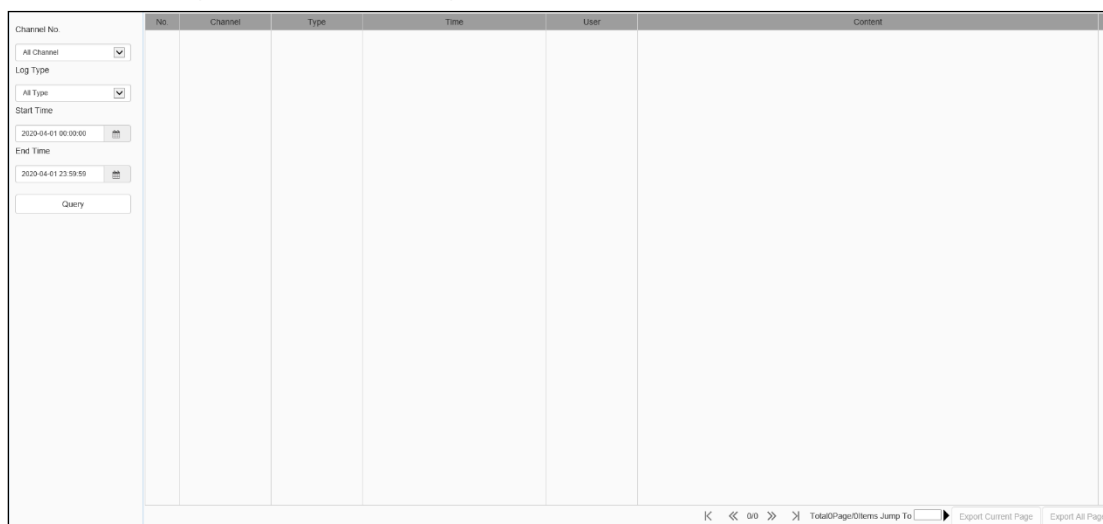 Channel No.
All Channel
Log Type
All Type
Start Time
2020-04-01 00:00:00
End Time
2020-04-01 23:59:59
Query
No. Channel Type Time User Content
0/0 Total0Page/0Items Jump To Export Current Page Export All Pag